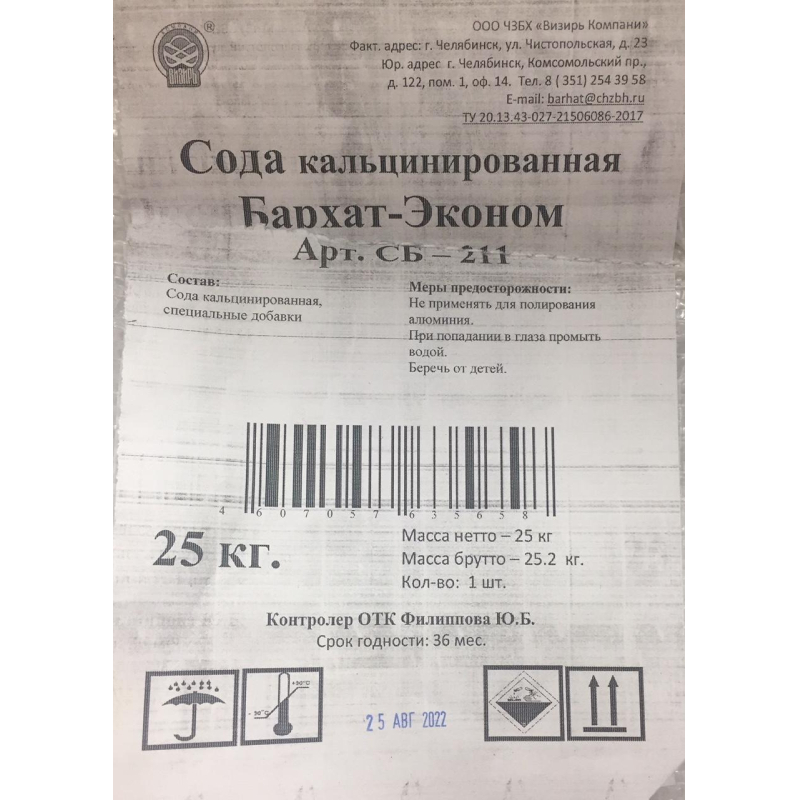 ООО ЧЗБХ «Визирь Компани»
Факт. адрес: г. Челябинск, ул. Чистопольская, д. 23
Юр. адрес г. Челябинск, Комсомольский пр.,
д. 122, пом. 1, оф. 14. Тел. 8 ( 351) 254 39 58
E-mail: barhat@chzbh.ru
ТУ 20.13.43-027-21506086-2017
®
Сода кальцинированная
Бархат-Эконом
Арт. СБ – 211
Состав:
Сода кальцинированная,
специальные добавки
Меры предосторожности:
Не применять для полирования
алюминия.
При попадании в глаза промыть
водой.
Беречь от детей.
4 607057 635658
25 кг.
Масса нетто – 25 кг
Масса брутто – 25.2 кг.
Кол-во: 1 шт.
Контролер ОТК Филиппова Ю.Б.
Срок годности: 36 мес.
+30°C
- 30°C
25 АВГ 2022